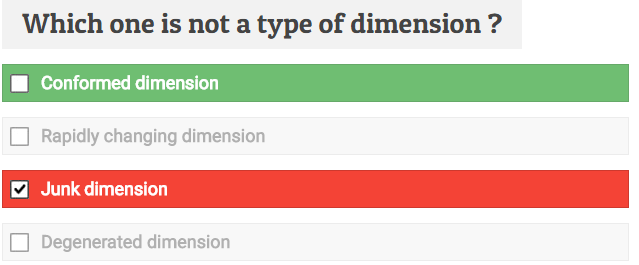 Which one is not a type of dimension ?
Conformed dimension
Rapidly changing dimension
Junk dimension
Degenerated dimension